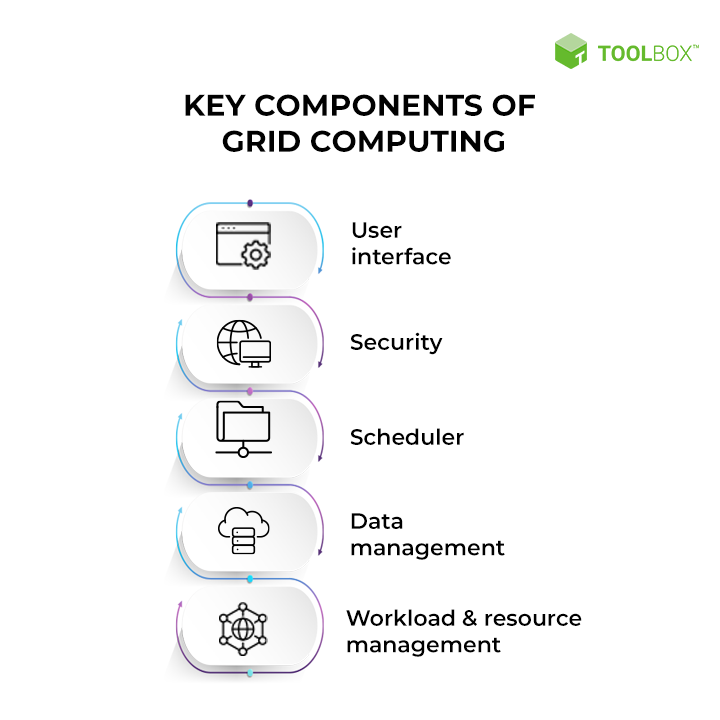 TOOLBOX™
KEY COMPONENTS OF
GRID COMPUTING
User
interface
Security
Scheduler
Data
management
Workload & resource
management